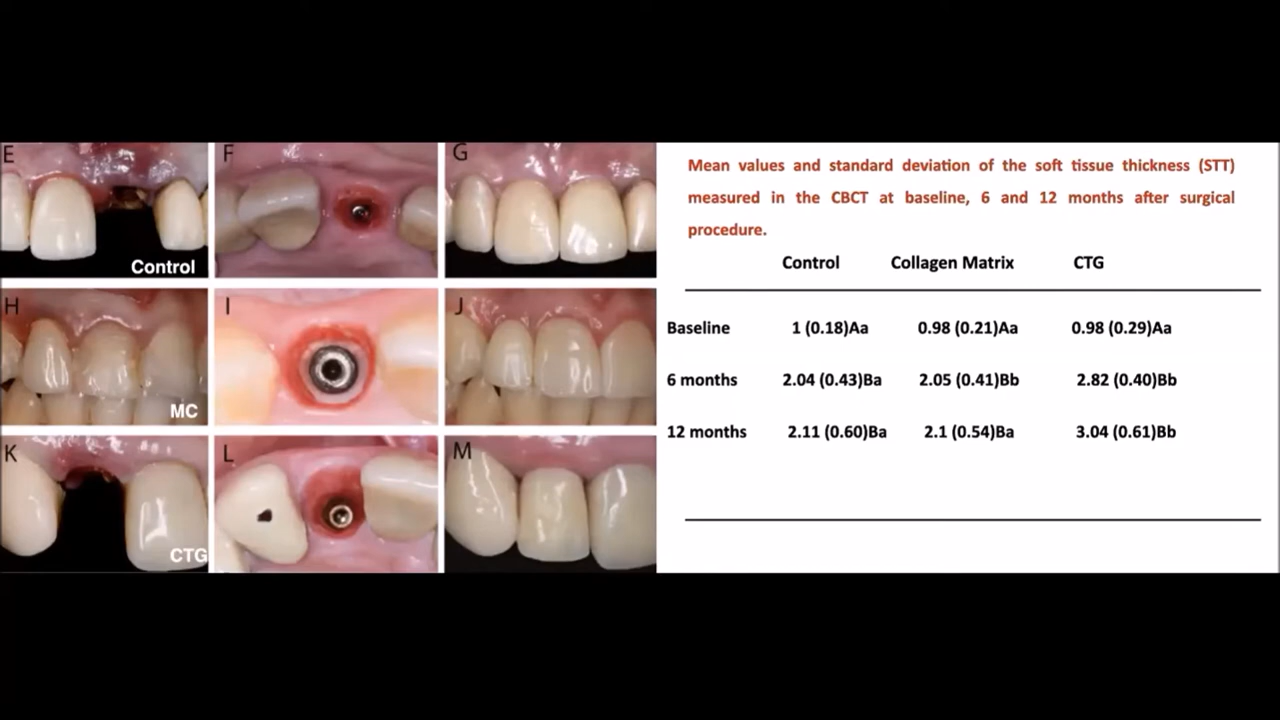 E
F
G
Control
H
I
J
MC
K
L
M
CTG
Mean values and standard deviation of the soft tissue thickness (STT)
measured in the CBCT at baseline, 6 and 12 months after surgical
procedure.
Control Collagen Matrix CTG
Baseline 1 (0.18)Aa 0.98 (0.21)Aa 0.98 (0.29)Aa
6 months 2.04 (0.43)Ba 2.05 (0.41)Bb 2.82 (0.40)Bb
12 months 2.11 (0.60)Ba 2.1 (0.54)Ba 3.04 (0.61)Bb